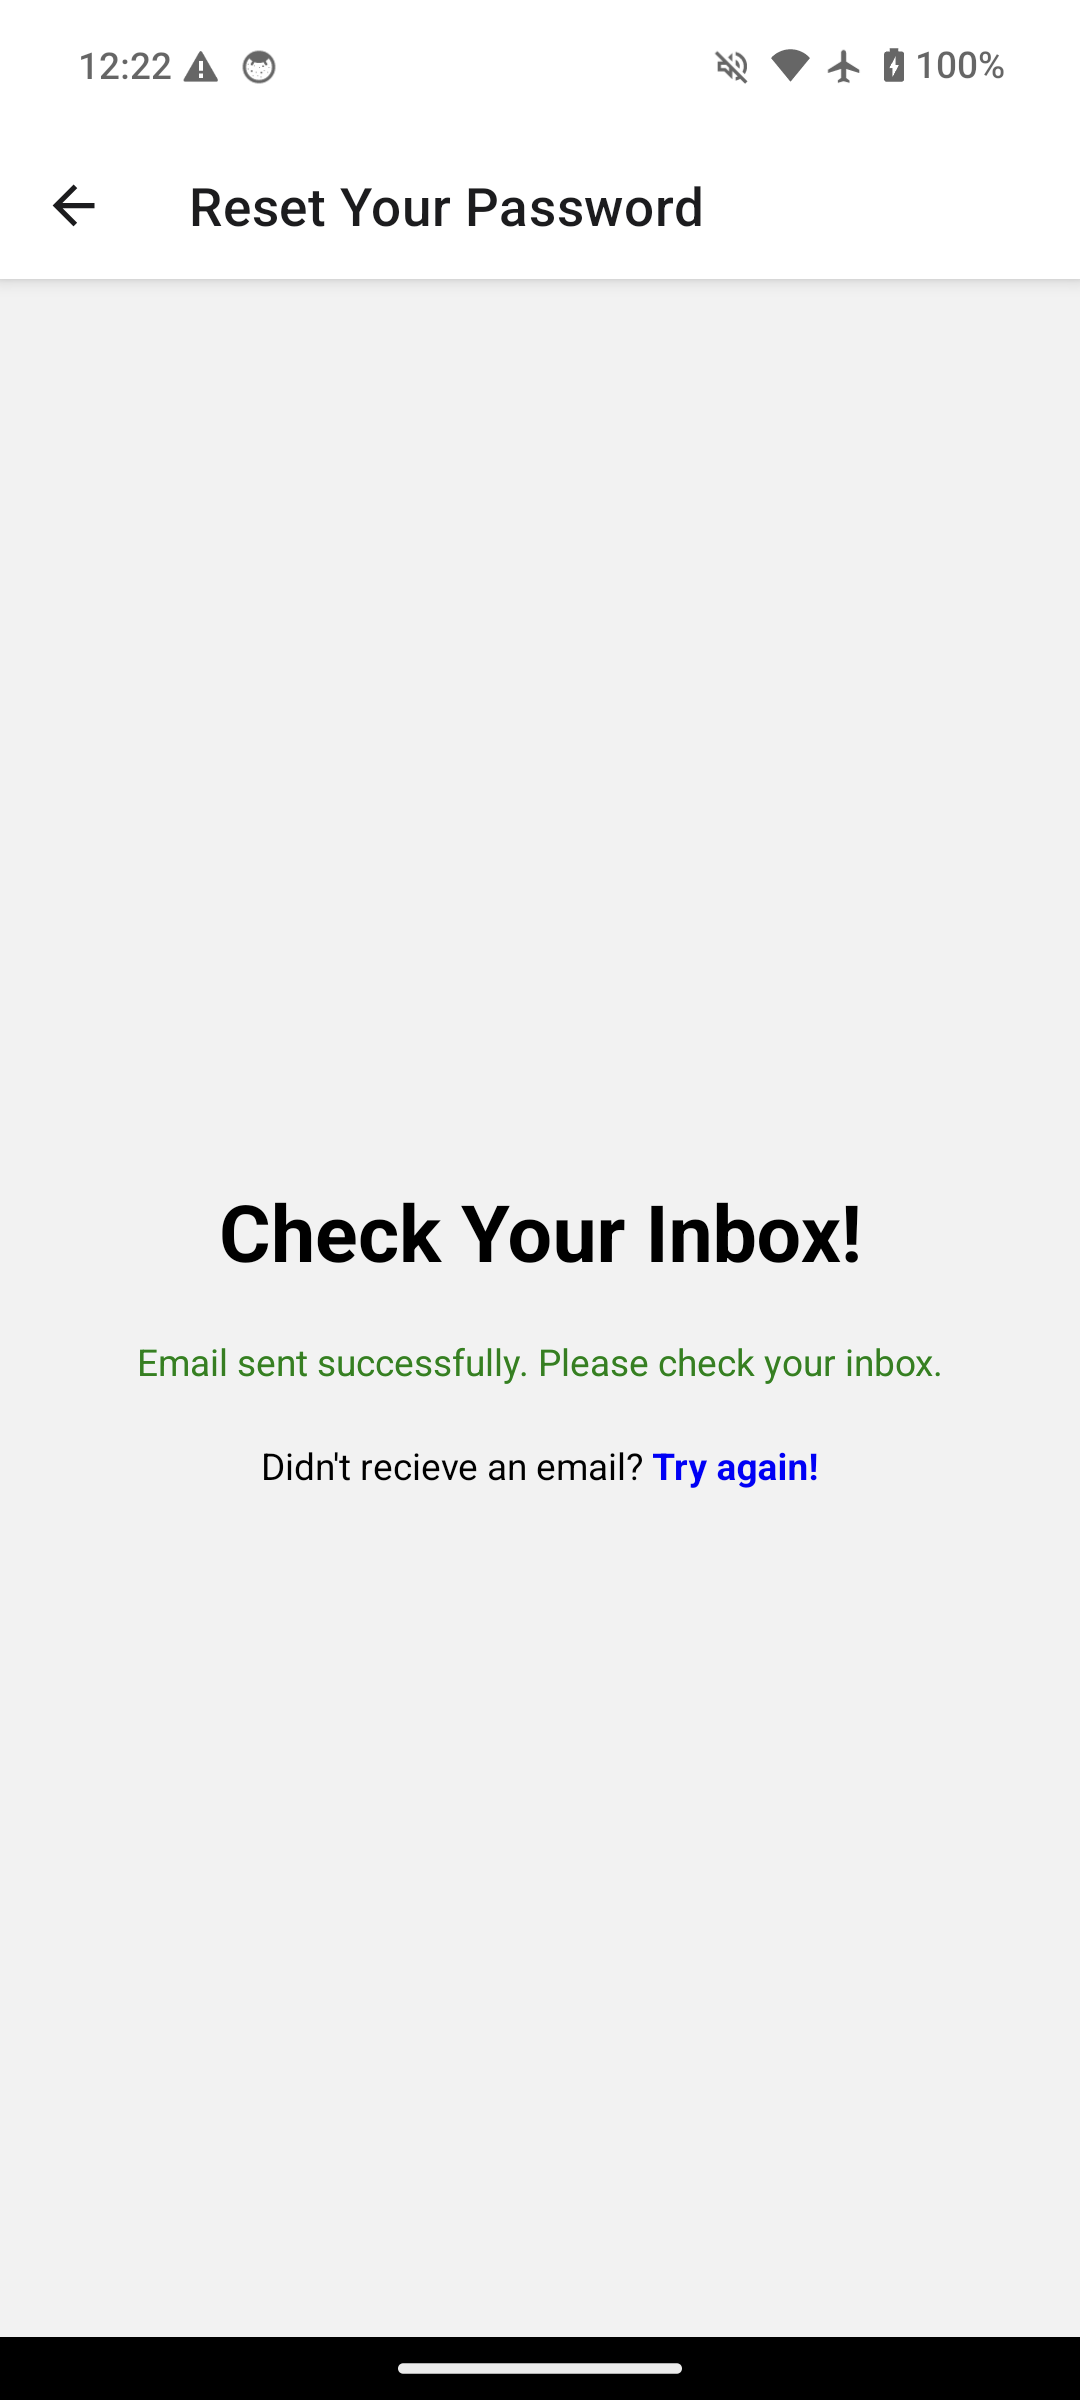 12:22 100%
Reset Your Password
Check Your Inbox!
Email sent successfully. Please check your inbox.
Didn't recieve an email? Try again!